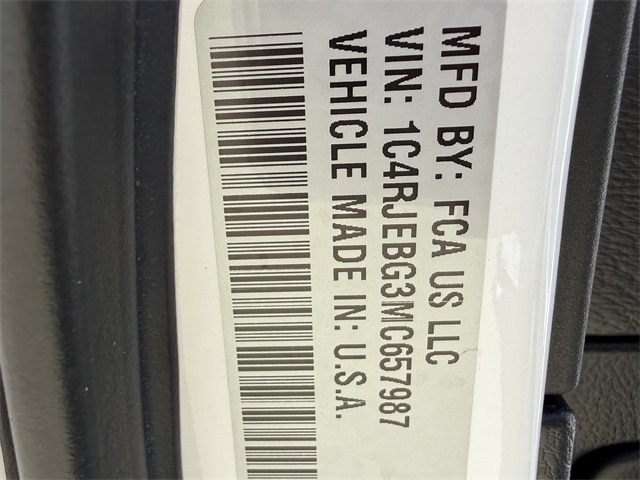 MFD BY: FCA US LLC
VIN: 1C4RJEBG3MC657987
VEHICLE MADE IN: U.S.A.